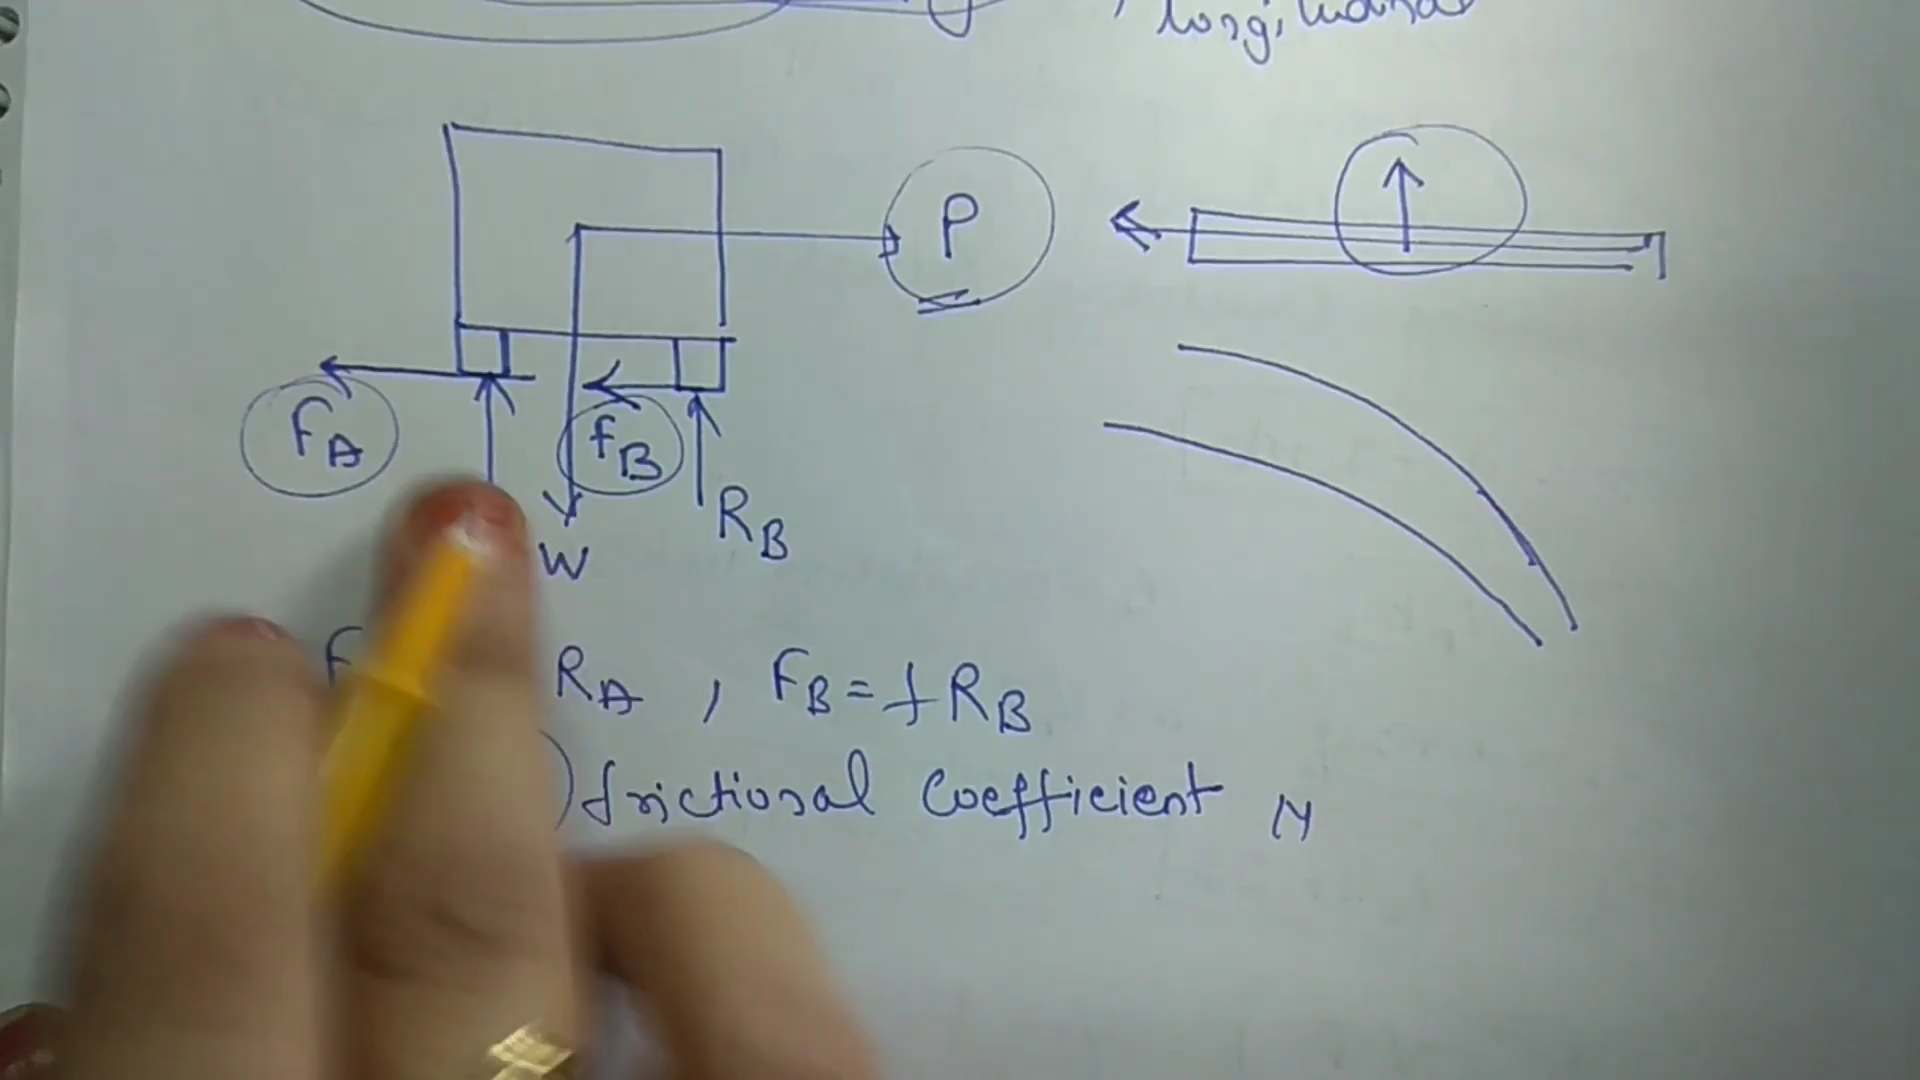 longitudinal
P
FA
fB
RB
W
F RA , FB = f RB
) frictional coefficient